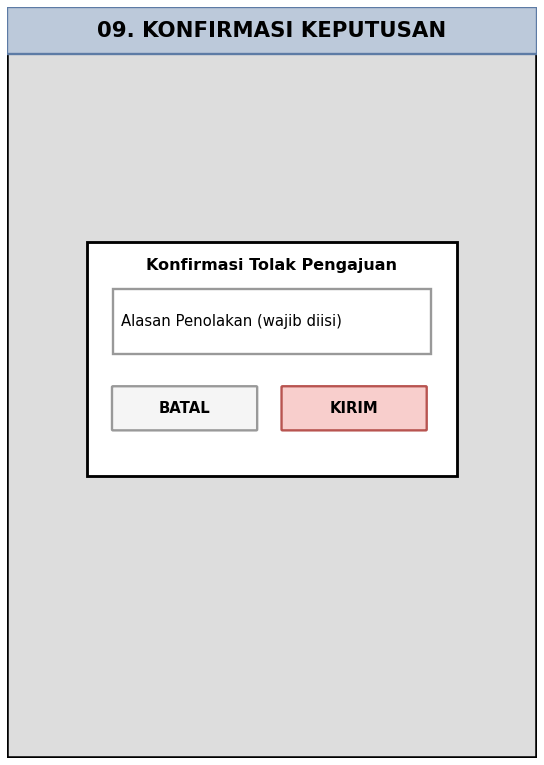 09. KONFIRMASI KEPUTUSAN
Konfirmasi Tolak Pengajuan
Alasan Penolakan (wajib diisi)
BATAL
KIRIM